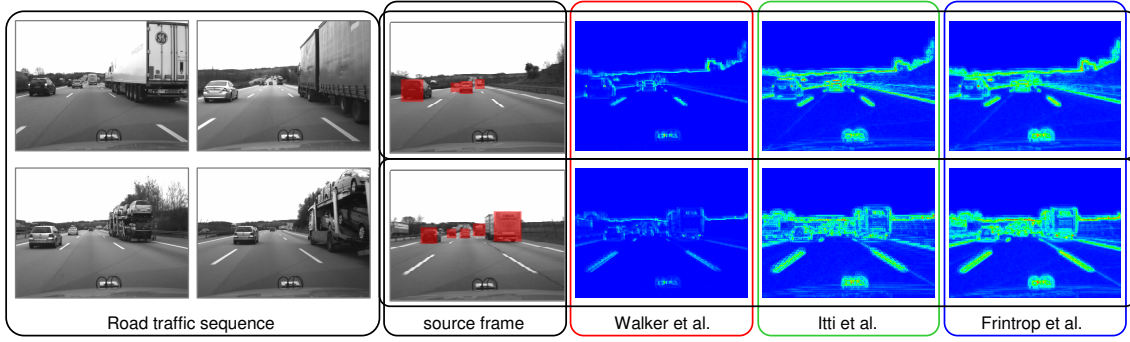 Road traffic sequence
source frame
Walker et al.
Itti et al.
Frintrop et al.